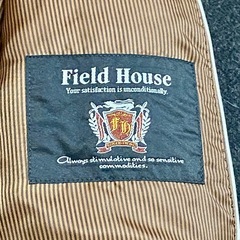 Field House
Your satisfaction is unconditionally.
FH
Always stimulative and so sensitive
commodities.